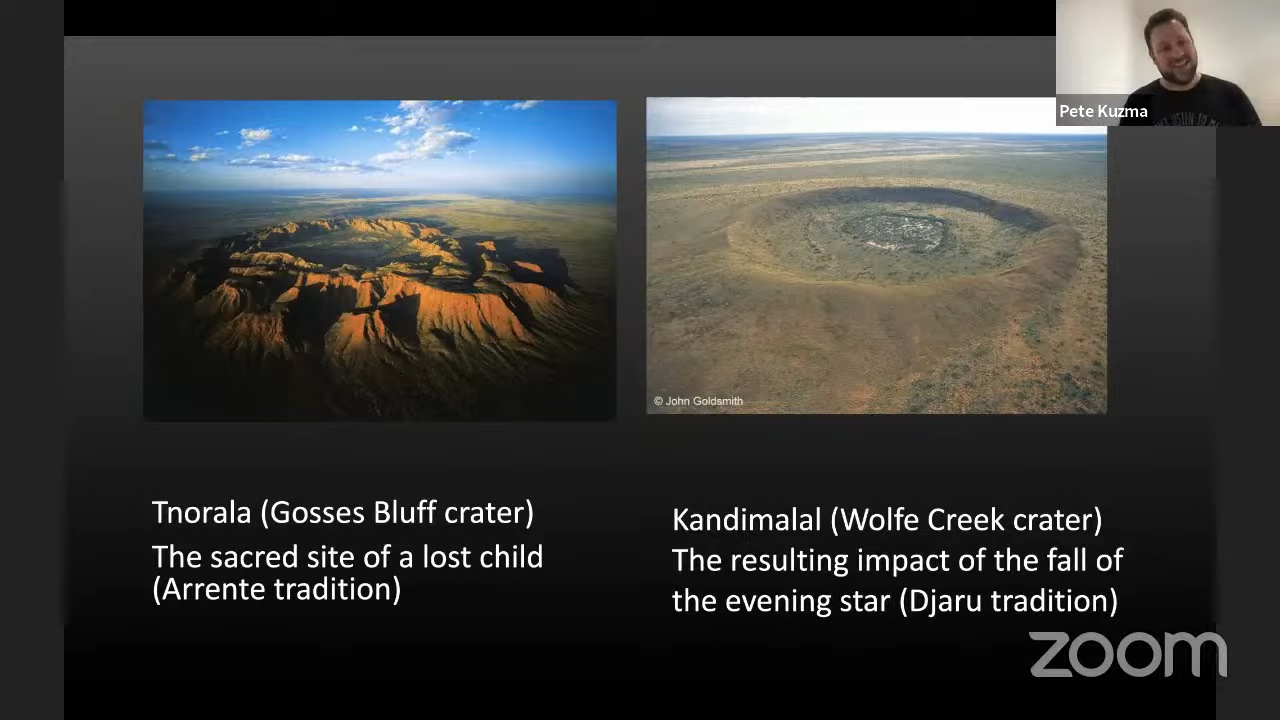 Pete Kuzma
© John Goldsmith
Tnorala (Gosses Bluff crater)
The sacred site of a lost child
(Arrente tradition)
Kandimalal (Wolfe Creek crater)
The resulting impact of the fall of
the evening star (Djaru tradition)
zoom